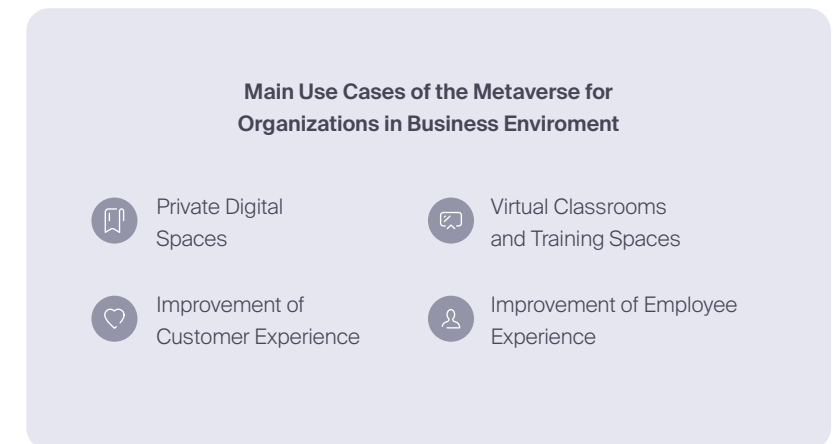 Main Use Cases of the Metaverse for
Organizations in Business Enviroment
Private Digital
Spaces
Virtual Classrooms
and Training Spaces
Improvement of
Customer Experience
Improvement of Employee
Experience